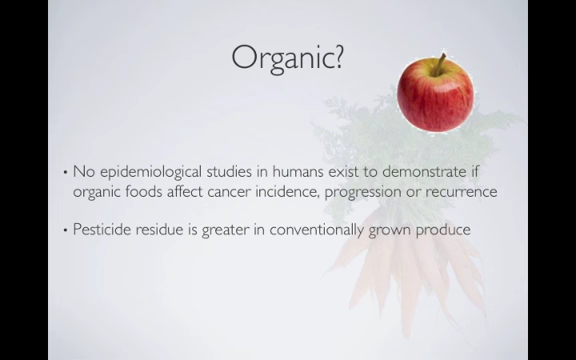 Organic?
• No epidemiological studies in humans exist to demonstrate if
organic foods affect cancer incidence, progression or recurrence
• Pesticide residue is greater in conventionally grown produce